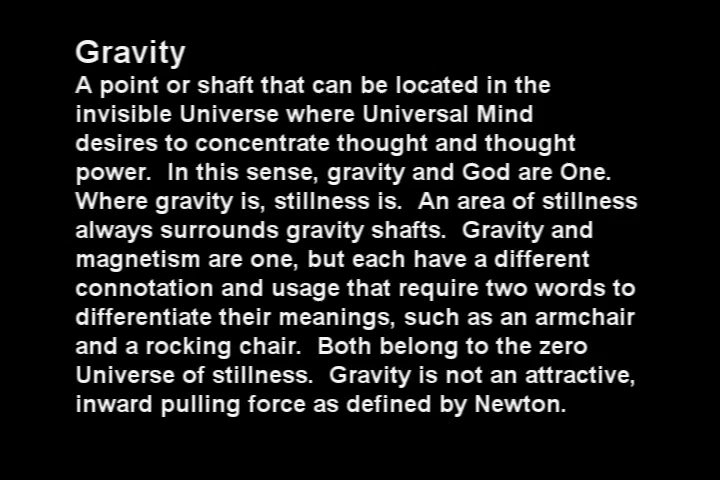 Gravity
A point or shaft that can be located in the
invisible Universe where Universal Mind
desires to concentrate thought and thought
power.  In this sense, gravity and God are One.
Where gravity is, stillness is.  An area of stillness
always surrounds gravity shafts.  Gravity and
magnetism are one, but each have a different
connotation and usage that require two words to
differentiate their meanings, such as an armchair
and a rocking chair.  Both belong to the zero
Universe of stillness.  Gravity is not an attractive,
inward pulling force as defined by Newton.